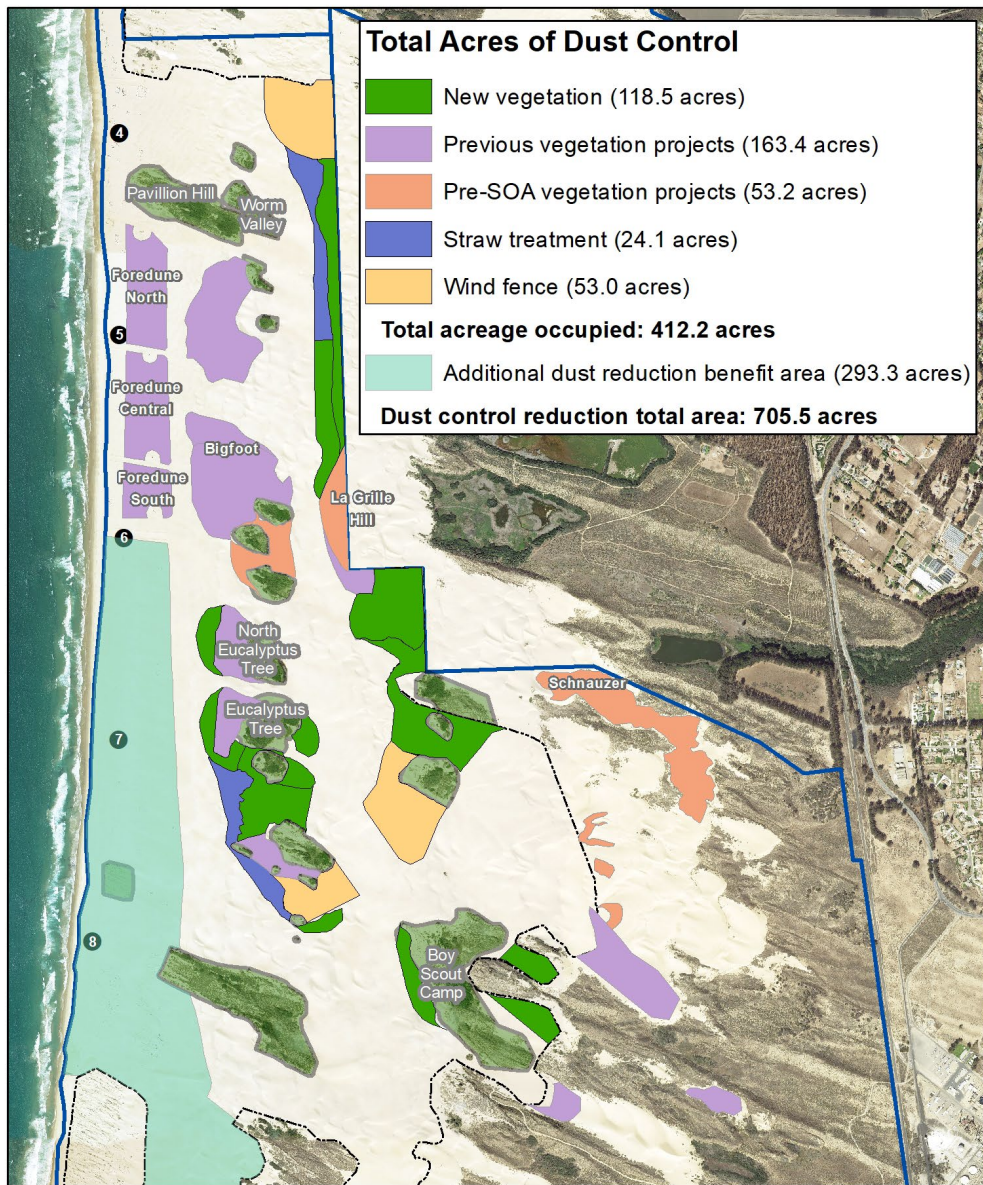 Total Acres of Dust Control
New vegetation (118.5 acres)
Previous vegetation projects (163.4 acres)
Pre-SOA vegetation projects (53.2 acres)
Straw treatment (24.1 acres)
Wind fence (53.0 acres)
Total acreage occupied: 412.2 acres
Additional dust reduction benefit area (293.3 acres)
Dust control reduction total area: 705.5 acres
4
Pavillion Hill
Worm
Valley
Foredune
North
5
Foredune
Central
Bigfoot
Foredune
South
La Grille
Hill
6
North
Eucalyptus
Tree
Schnauzer
Eucalyptus
Tree
7
8
Boy
Scout
Camp